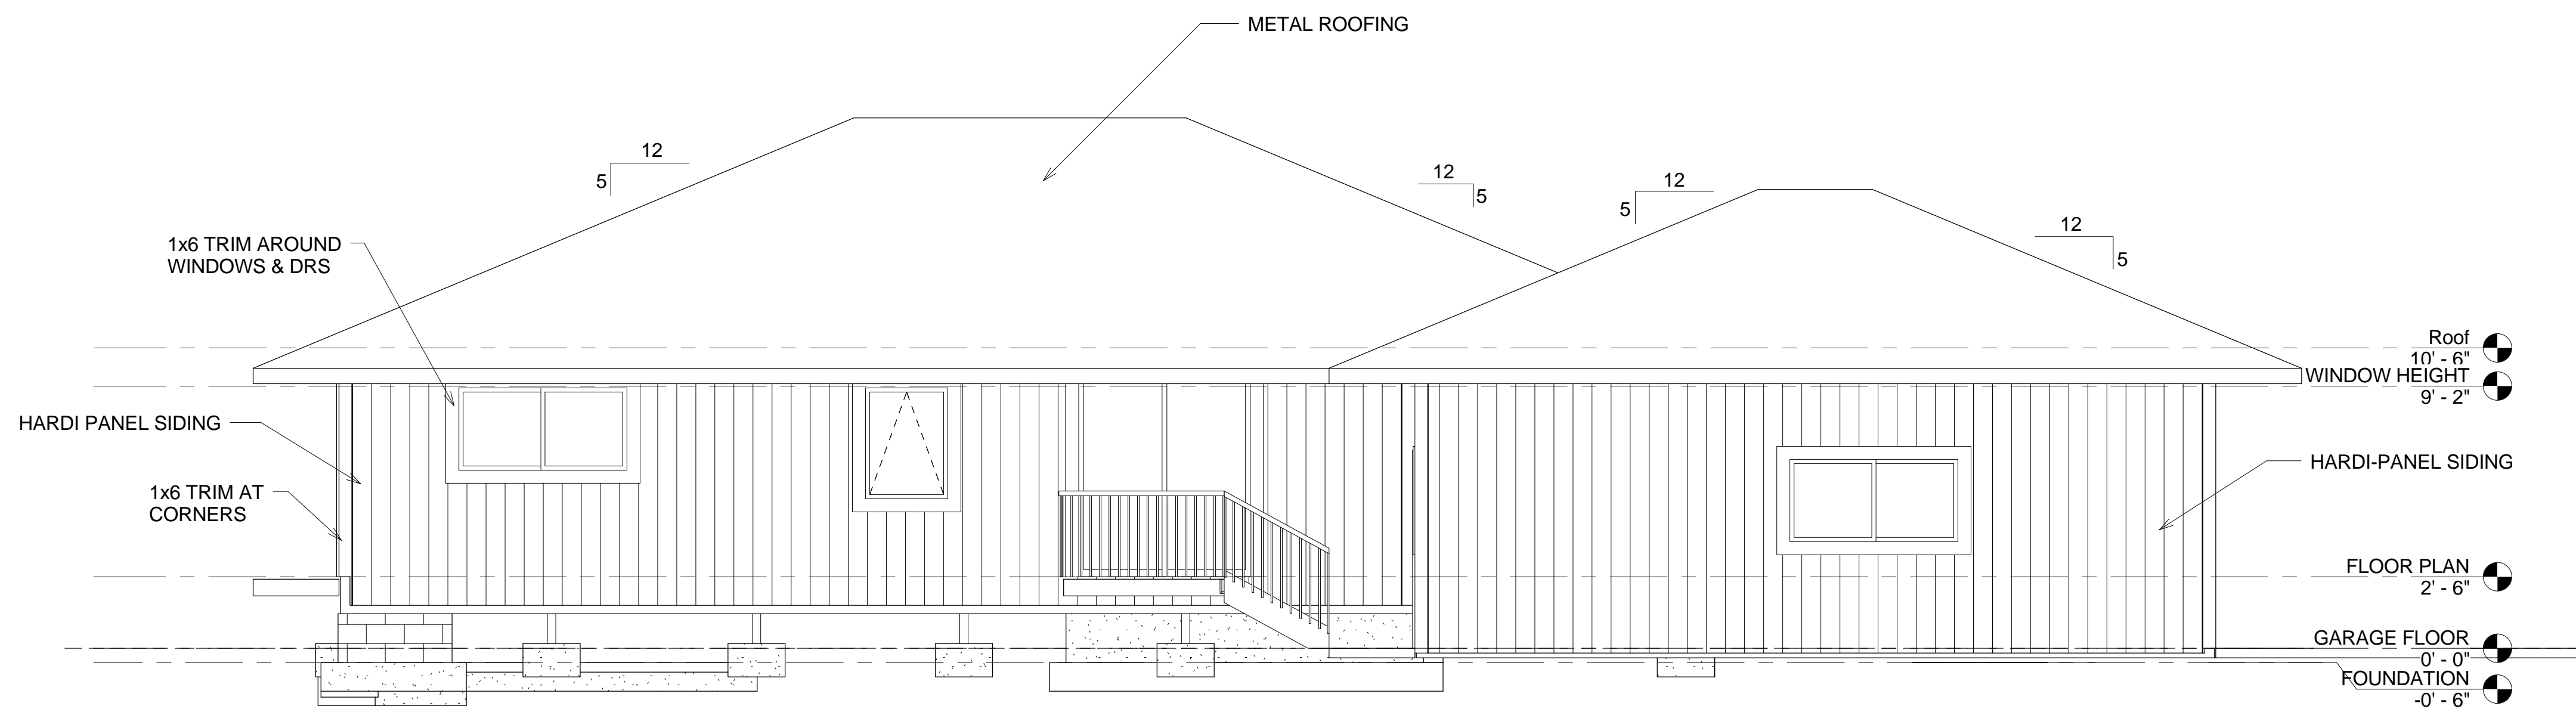 METAL ROOFING
12
5
12
5
12
5
12
5
1x6 TRIM AROUND
WINDOWS & DRS
HARDI PANEL SIDING
1x6 TRIM AT
CORNERS
Roof
10' - 6"
WINDOW HEIGHT
9' - 2"
HARDI-PANEL SIDING
FLOOR PLAN
2' - 6"
GARAGE FLOOR
0' - 0"
FOUNDATION
-0' - 6"